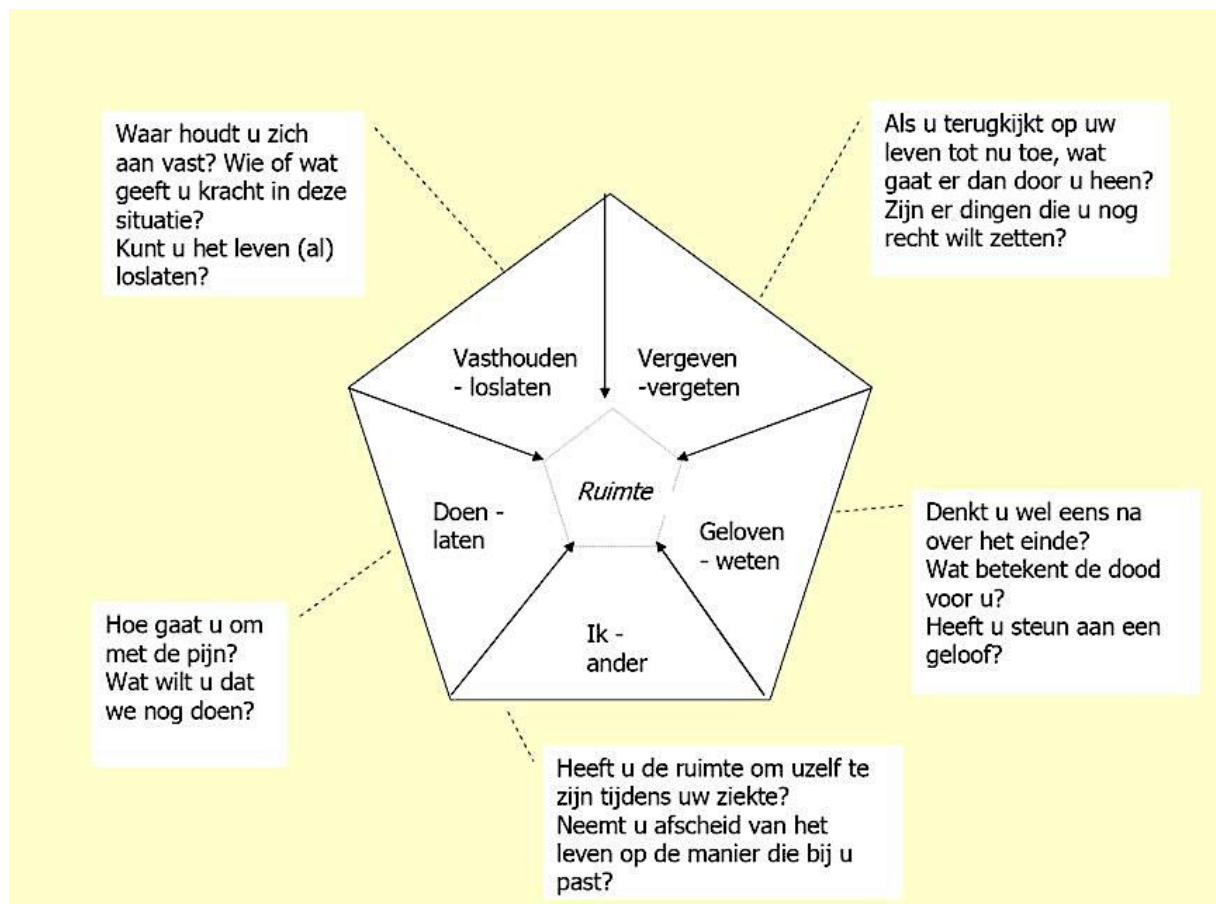 Waar houdt u zich
aan vast? Wie of wat
geeft u kracht in deze
situatie?
Kunt u het leven (al)
loslaten?
Als u terugkijkt op uw
leven tot nu toe, wat
gaat er dan door u heen?
Zijn er dingen die u nog
recht wilt zetten?
Vasthouden
- loslaten
Vergeven
-vergeten
Ruimte
Doen -
laten
Geloven
- weten
Ik -
ander
Denkt u wel eens na
over het einde?
Wat betekent de dood
voor u?
Heeft u steun aan een
geloof?
Hoe gaat u om
met de pijn?
Wat wilt u dat
we nog doen?
Heeft u de ruimte om uzelf te
zijn tijdens uw ziekte?
Neemt u afscheid van het
leven op de manier die bij u
past?